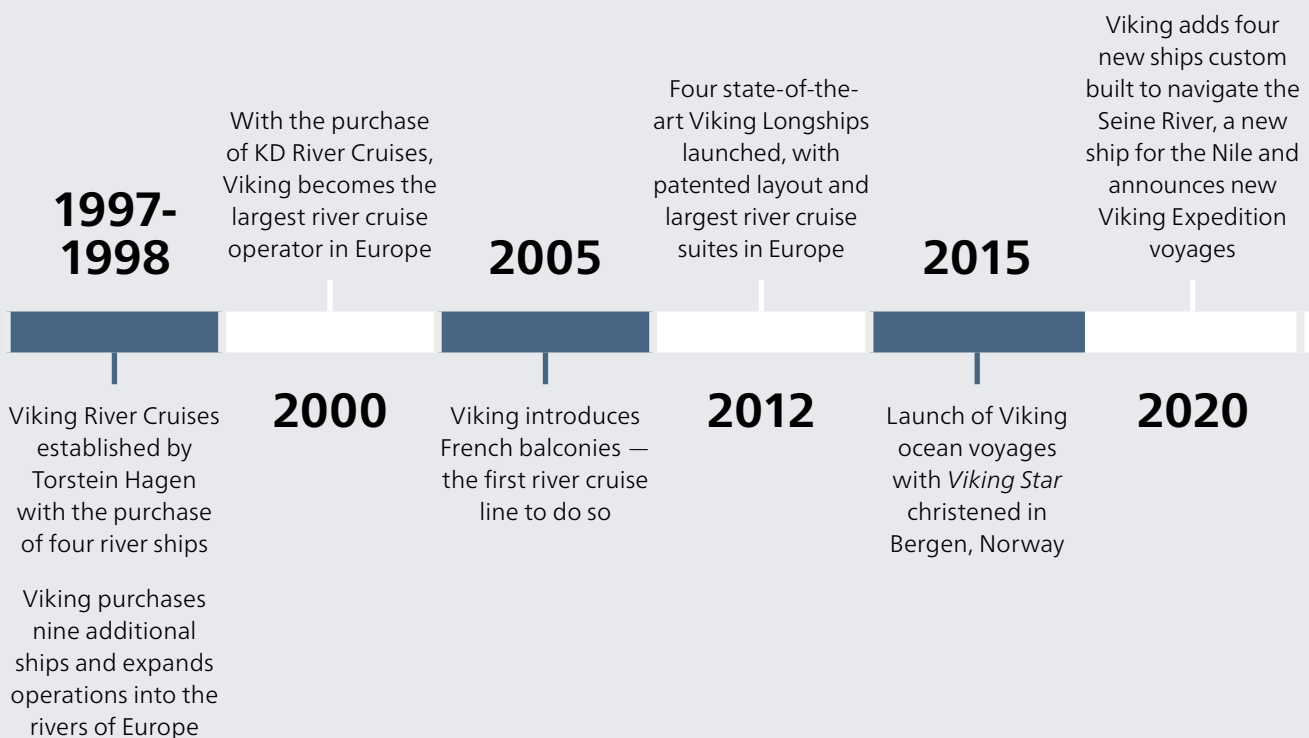 1997-
1998
Viking River Cruises
established by
Torstein Hagen
with the purchase
of four river ships
Viking purchases
nine additional
ships and expands
operations into the
rivers of Europe
With the purchase
of KD River Cruises,
Viking becomes the
largest river cruise
operator in Europe
2000
2005
Viking introduces
French balconies —
the first river cruise
line to do so
Four state-of-the-
art Viking Longships
launched, with
patented layout and
largest river cruise
suites in Europe
2012
2015
Launch of Viking
ocean voyages
with Viking Star
christened in
Bergen, Norway
Viking adds four
new ships custom
built to navigate the
Seine River, a new
ship for the Nile and
announces new
Viking Expedition
voyages
2020